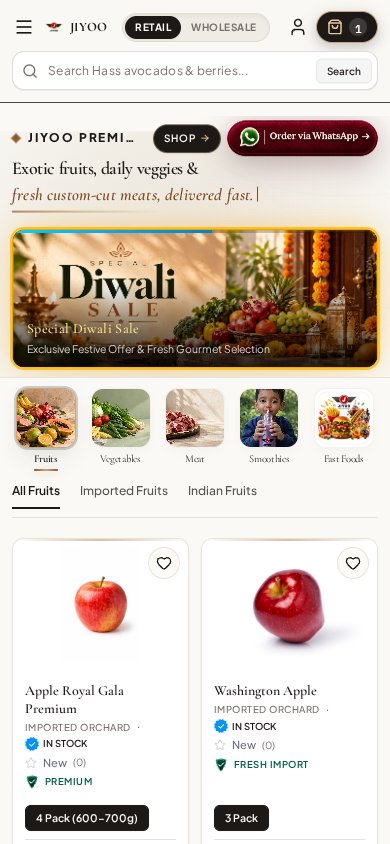 JIYOO
RETAIL WHOLESALE
1
Search Hass avocados & berries...
Search
JIYOO PREMI...
SHOP →
Order via WhatsApp →
Exotic fruits, daily veggies &
fresh custom-cut meats, delivered fast.
SPECIAL
Diwali
SALE
Special Diwali Sale
Exclusive Festive Offer & Fresh Gourmet Selection
JIYOO
Fruits
Vegetables
Meat
Smoothies
Fast Foods
All Fruits
Imported Fruits
Indian Fruits
Apple Royal Gala
Premium
IMPORTED ORCHARD ·
IN STOCK
New (0)
PREMIUM
4 Pack (600–700g)
Washington Apple
IMPORTED ORCHARD ·
IN STOCK
New (0)
FRESH IMPORT
3 Pack